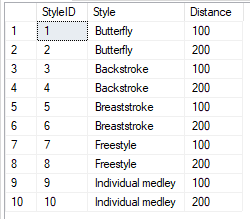 StyleID Style Distance
1 1 Butterfly 100
2 2 Butterfly 200
3 3 Backstroke 100
4 4 Backstroke 200
5 5 Breaststroke 100
6 6 Breaststroke 200
7 7 Freestyle 100
8 8 Freestyle 200
9 9 Individual medley 100
10 10 Individual medley 200